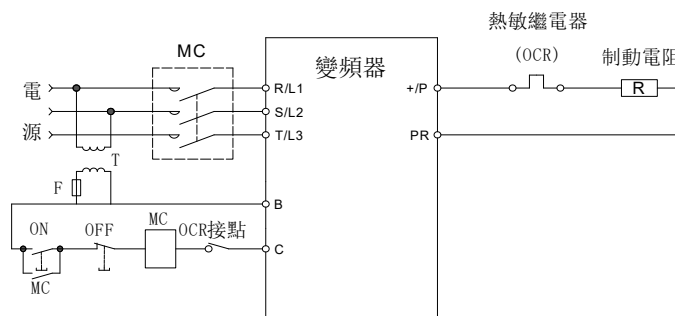 熱敏繼電器
MC
變頻器
(OCR)
制動電阻
電
R/L1
+/P
R
S/L2
源
T/L3
PR
T
F
B
ON
OFF
MC
OCR接點
C
MC